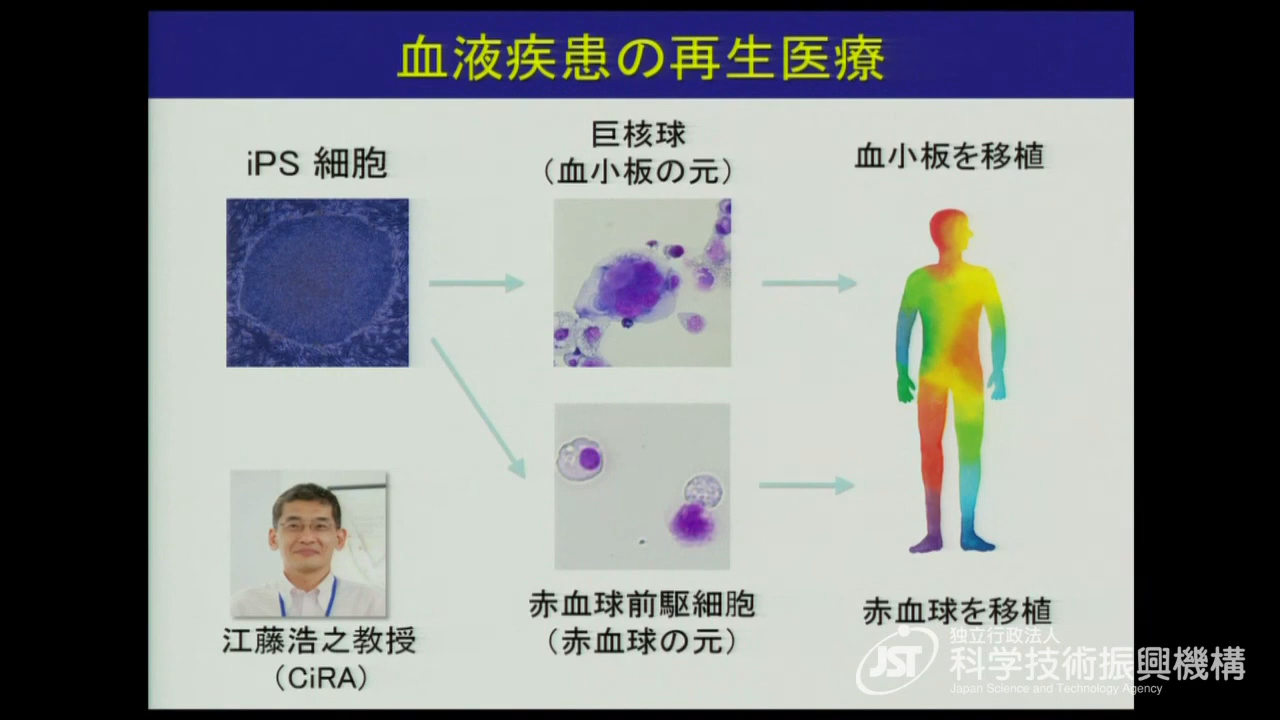 血液疾患の再生医療
iPS 細胞
巨核球
（血小板の元）
血小板を移植
江藤浩之教授
（CiRA）
赤血球前駆細胞
（赤血球の元）
赤血球を移植
JST
独立行政法人
科学技術振興機構
Japan Science and Technology Agency